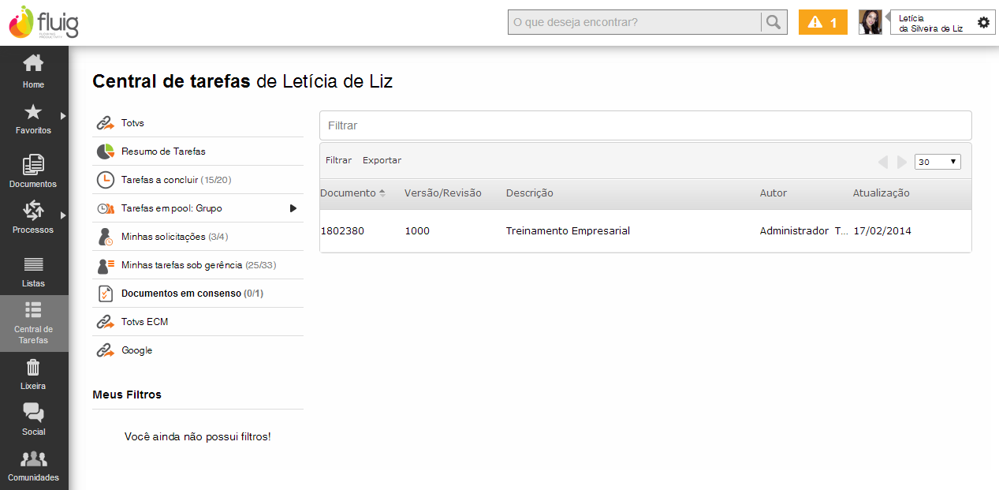 fluig
O que deseja encontrar?
1
Letícia
da Silveira de Liz
Home
Favoritos
Documentos
Processos
Listas
Central de
Tarefas
Lixeira
Social
Comunidades
Central de tarefas de Letícia de Liz
Totvs
Resumo de Tarefas
Tarefas a concluir (15/20)
Tarefas em pool: Grupo
Minhas solicitações (3/4)
Minhas tarefas sob gerência (25/33)
Documentos em consenso (0/1)
Totvs ECM
Google
Meus Filtros
Você ainda não possui filtros!
Filtrar
Filtrar Exportar
30
Documento Versão/Revisão Descrição Autor Atualização
1802380 1000 Treinamento Empresarial Administrador T... 17/02/2014